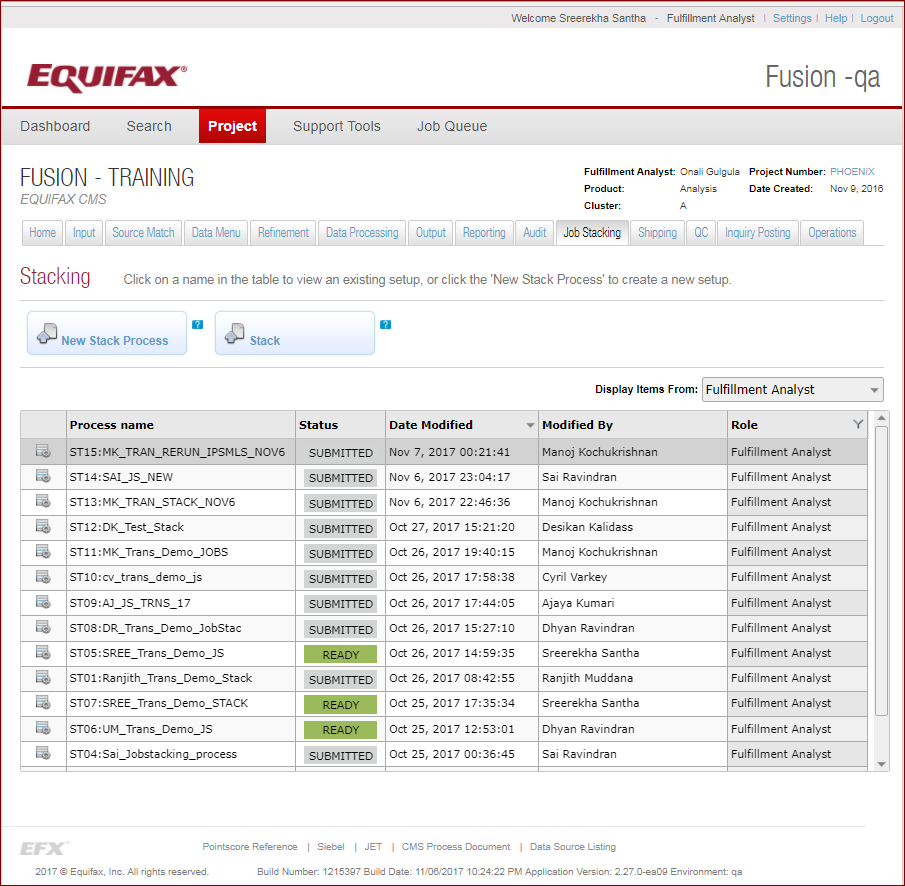 Welcome Sreerekha Santha - Fulfillment Analyst | Settings | Help | Logout
EQUIFAX®
Fusion -qa
Dashboard Search Project Support Tools Job Queue
FUSION - TRAINING
EQUIFAX CMS
Fulfillment Analyst: Onali Gulgula Project Number: PHOENIX
Product: Analysis Date Created: Nov 9, 2016
Cluster: A
Home Input Source Match Data Menu Refinement Data Processing Output Reporting Audit Job Stacking Shipping QC Inquiry Posting Operations
Stacking Click on a name in the table to view an existing setup, or click the 'New Stack Process' to create a new setup.
New Stack Process ? Stack ?
Display Items From: Fulfillment Analyst
Process name Status Date Modified Modified By Role
ST15:MK_TRAN_RERUN_IPSMLS_NOV6 SUBMITTED Nov 7, 2017 00:21:41 Manoj Kochukrishnan Fulfillment Analyst
ST14:SAI_JS_NEW SUBMITTED Nov 6, 2017 23:04:17 Sai Ravindran Fulfillment Analyst
ST13:MK_TRAN_STACK_NOV6 SUBMITTED Nov 6, 2017 22:46:36 Manoj Kochukrishnan Fulfillment Analyst
ST12:DK_Test_Stack SUBMITTED Oct 27, 2017 15:21:20 Desikan Kalidass Fulfillment Analyst
ST11:MK_Trans_Demo_JOBS SUBMITTED Oct 26, 2017 19:40:15 Manoj Kochukrishnan Fulfillment Analyst
ST10:cv_trans_demo_js SUBMITTED Oct 26, 2017 17:58:38 Cyril Varkey Fulfillment Analyst
ST09:AJ_JS_TRNS_17 SUBMITTED Oct 26, 2017 17:44:05 Ajaya Kumari Fulfillment Analyst
ST08:DR_Trans_Demo_JobStac SUBMITTED Oct 26, 2017 15:27:10 Dhyan Ravindran Fulfillment Analyst
ST05:SREE_Trans_Demo_JS READY Oct 26, 2017 14:59:35 Sreerekha Santha Fulfillment Analyst
ST01:Ranjith_Trans_Demo_Stack SUBMITTED Oct 26, 2017 08:42:55 Ranjith Muddana Fulfillment Analyst
ST07:SREE_Trans_Demo_STACK READY Oct 25, 2017 17:35:34 Sreerekha Santha Fulfillment Analyst
ST06:UM_Trans_Demo_JS READY Oct 25, 2017 12:53:01 Dhyan Ravindran Fulfillment Analyst
ST04:Sai_Jobstacking_process SUBMITTED Oct 25, 2017 00:36:45 Sai Ravindran Fulfillment Analyst
EFX® Pointscore Reference | Siebel | JET | CMS Process Document | Data Source Listing
2017 © Equifax, Inc. All rights reserved. Build Number: 1215397 Build Date: 11/06/2017 10:24:22 PM Application Version: 2.27.0-ea09 Environment: qa